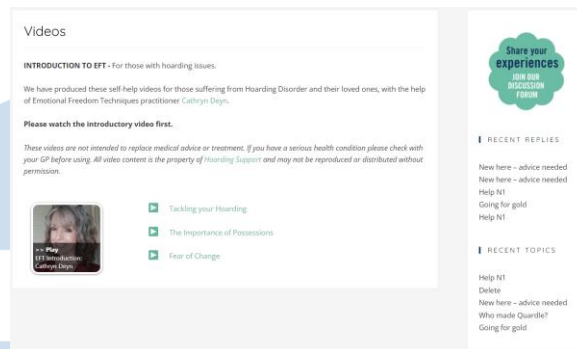 Videos
INTRODUCTION TO EFT - For those with hoarding issues.
We have produced these self-help videos for those suffering from Hoarding Disorder and their loved ones, with the help
of Emotional Freedom Techniques practitioner Cathryn Deyn.
Please watch the introductory video first.
These videos are not intended to replace medical advice or treatment. If you have a serious health condition please check with
your GP before using. All video content is the property of Hoarding Support and may not be reproduced or distributed without
permission.
>> Play
EFT Introduction:
Cathryn Deyn
Tackling your Hoarding
The Importance of Possessions
Fear of Change
Share your
experiences
JOIN OUR
DISCUSSION
FORUM
RECENT REPLIES
New here – advice needed
New here – advice needed
Help N1
Going for gold
Help N1
RECENT TOPICS
Help N1
Delete
New here – advice needed
Who made Quardle?
Going for gold